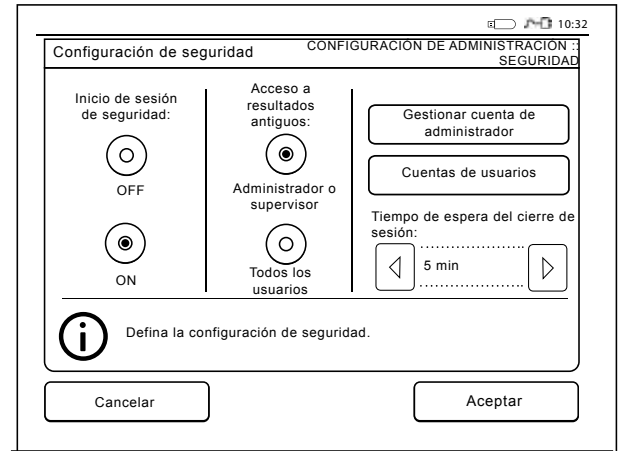 10:32
Configuración de seguridad
CONFIGURACIÓN DE ADMINISTRACIÓN ::
SEGURIDAD
Inicio de sesión
de seguridad:
OFF
ON
Acceso a
resultados
antiguos:
Administrador o
supervisor
Todos los
usuarios
Gestionar cuenta de
administrador
Cuentas de usuarios
Tiempo de espera del cierre de
sesión:
5 min
Defina la configuración de seguridad.
Cancelar
Aceptar